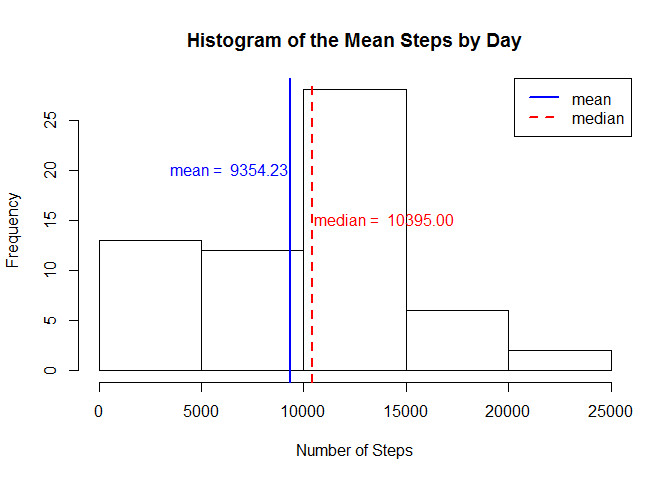 Histogram of the Mean Steps by Day
mean
median
mean =  9354.23
median =  10395.00
Frequency
25
20
15
10
5
0
0 5000 10000 15000 20000 25000
Number of Steps